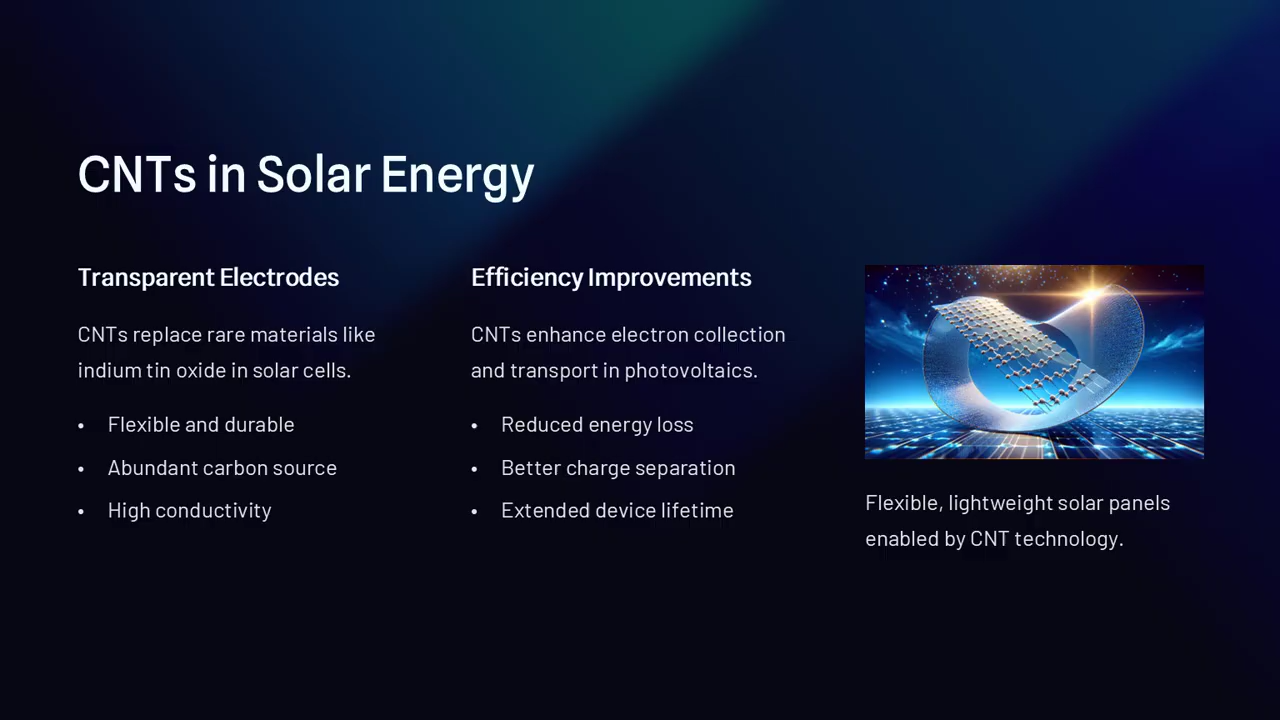 CNTs in Solar Energy
Transparent Electrodes
CNTs replace rare materials like
indium tin oxide in solar cells.
• Flexible and durable
• Abundant carbon source
• High conductivity
Efficiency Improvements
CNTs enhance electron collection
and transport in photovoltaics.
• Reduced energy loss
• Better charge separation
• Extended device lifetime
Flexible, lightweight solar panels
enabled by CNT technology.